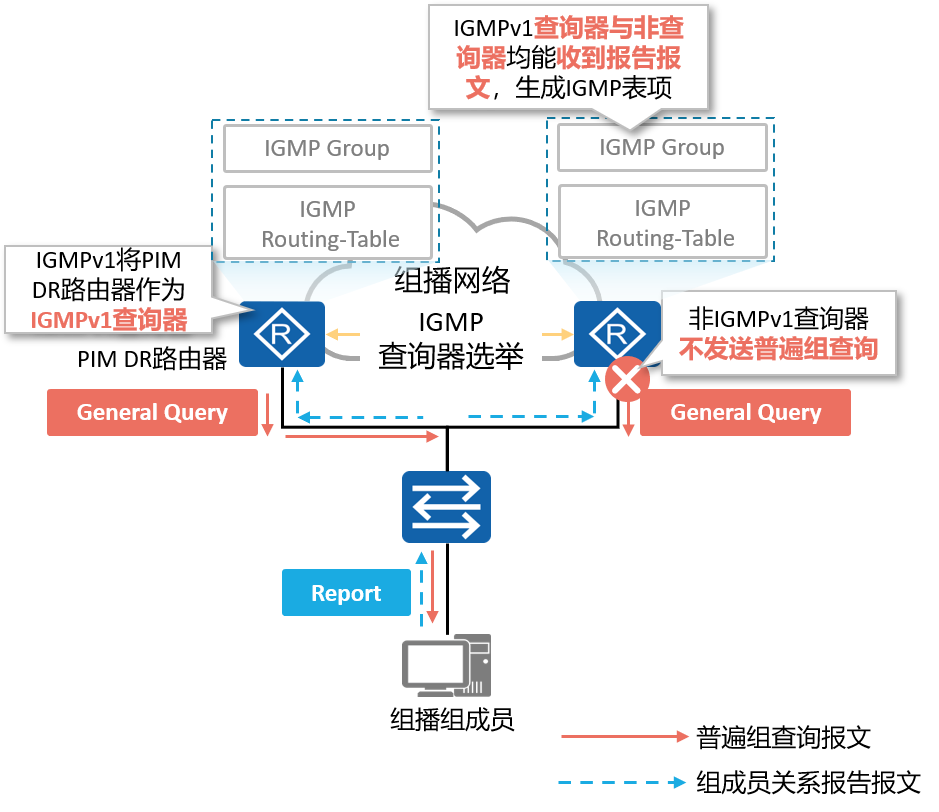 IGMPv1查询器与非查
询器均能收到报告报
文，生成IGMP表项
IGMP Group
IGMP
Routing-Table
IGMP Group
IGMP
Routing-Table
IGMPv1将PIM
DR路由器作为
IGMPv1查询器
组播网络
IGMP
查询器选举
R
R
非IGMPv1查询器
不发送普遍组查询
PIM DR路由器
General Query
General Query
Report
组播组成员
普遍组查询报文
组成员关系报告报文